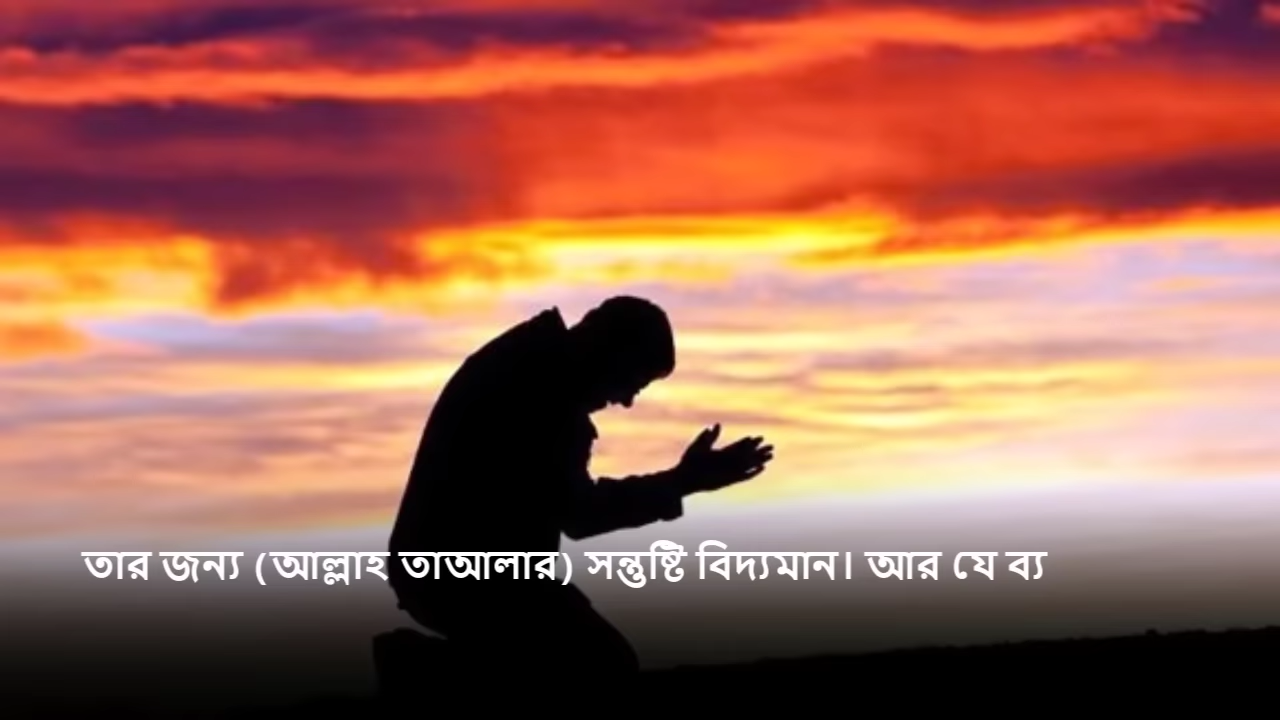 তার জন্য (আল্লাহ তাআলার) সন্তুষ্টি বিদ্যমান। আর যে ব্য